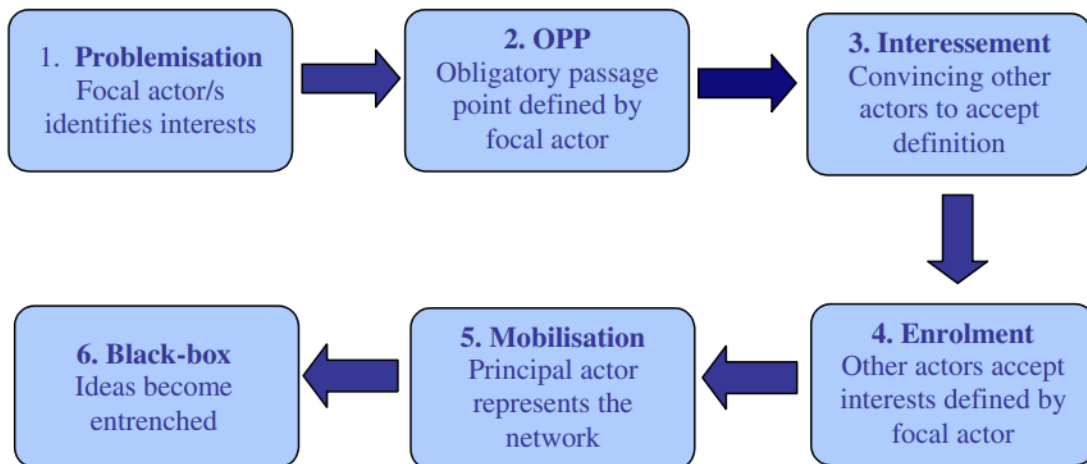 1. Problemisation
Focal actor/s
identifies interests
2. OPP
Obligatory passage
point defined by
focal actor
3. Interessement
Convincing other
actors to accept
definition
4. Enrolment
Other actors accept
interests defined by
focal actor
5. Mobilisation
Principal actor
represents the
network
6. Black-box
Ideas become
entrenched